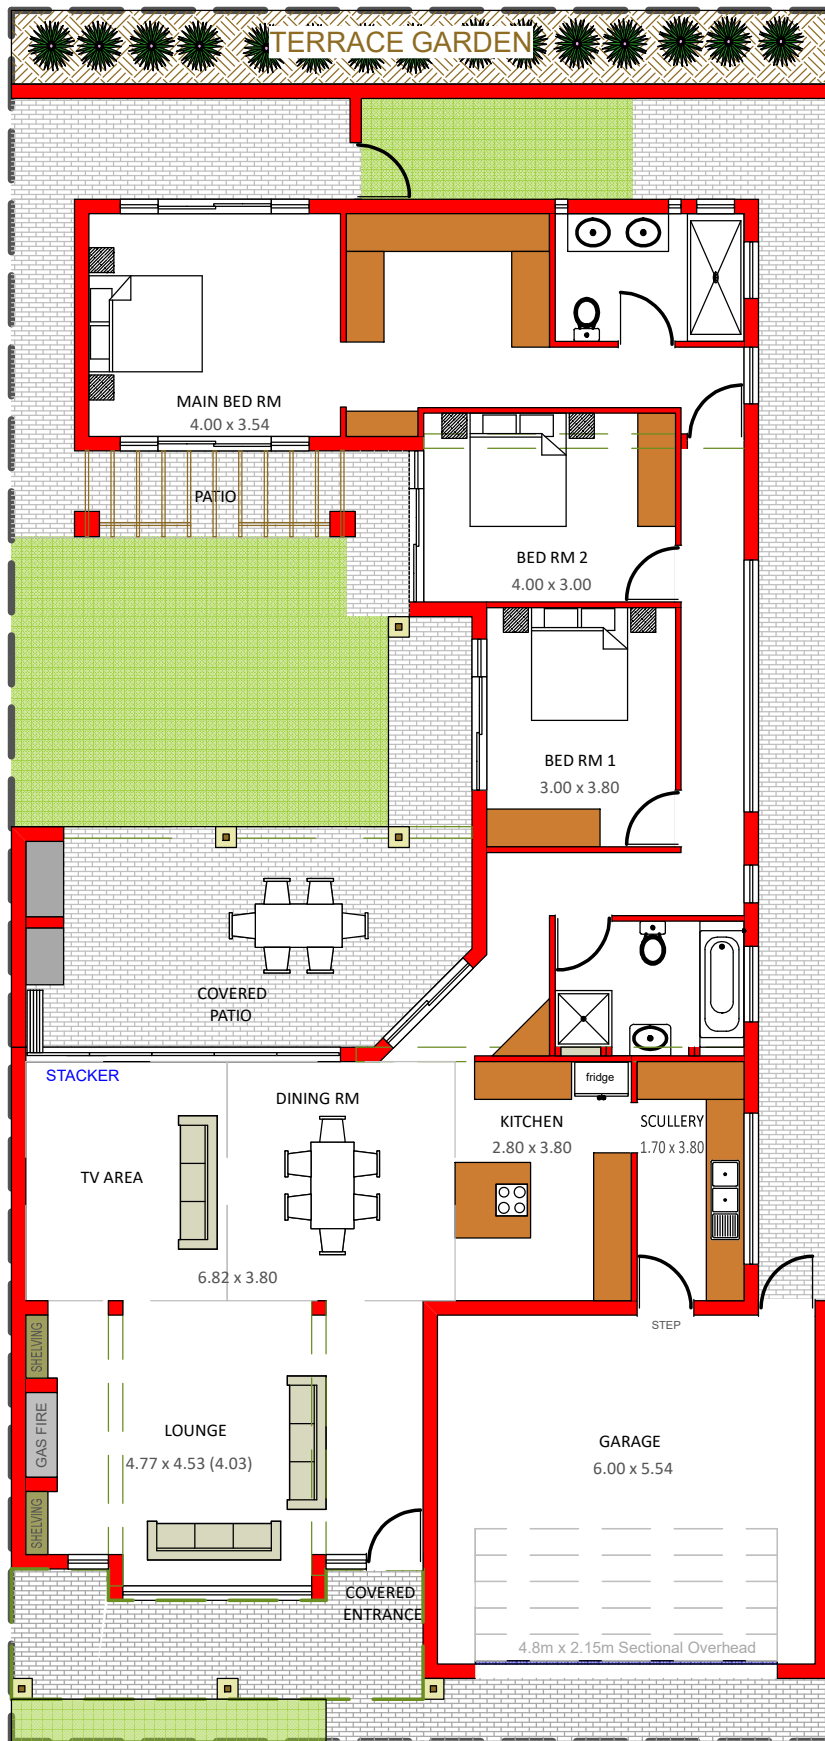 TERRACE GARDEN
MAIN BED RM
4.00 x 3.54
PATIO
BED RM 2
4.00 x 3.00
BED RM 1
3.00 x 3.80
COVERED
PATIO
STACKER
DINING RM
fridge
KITCHEN
2.80 x 3.80
SCULLERY
1.70 x 3.80
TV AREA
6.82 x 3.80
STEP
SHELVING
GAS FIRE
SHELVING
LOUNGE
4.77 x 4.53 (4.03)
GARAGE
6.00 x 5.54
COVERED
ENTRANCE
4.8m x 2.15m Sectional Overhead